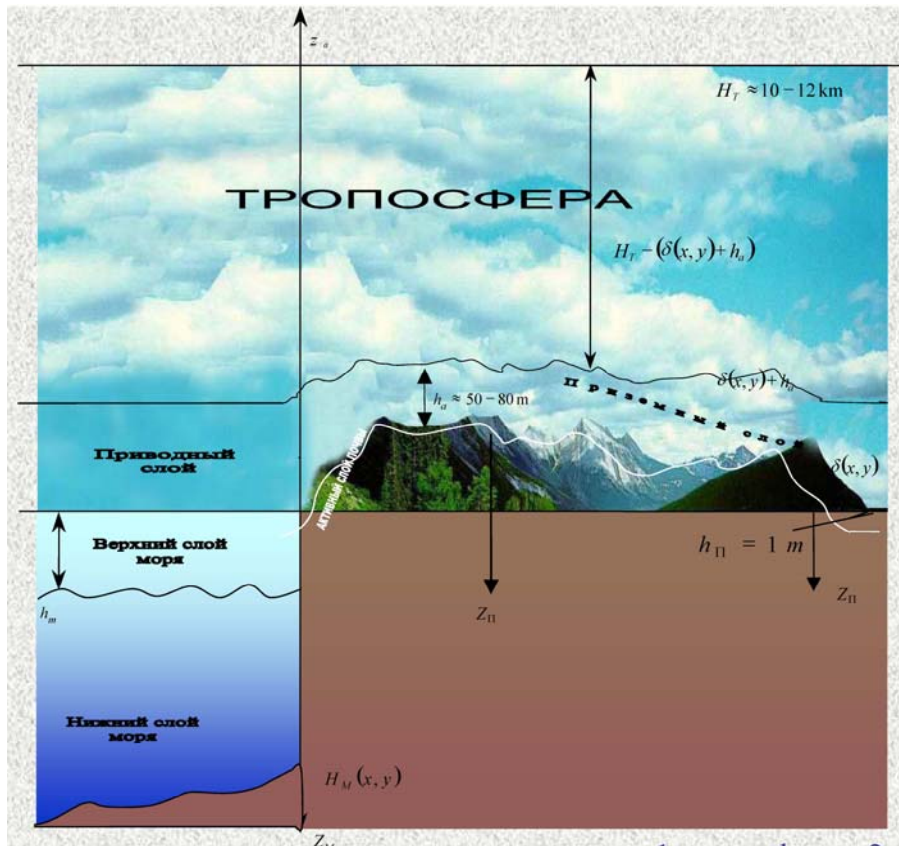 z a
H_T ≈ 10 − 12 km
ТРОПОСФЕРА
H_T − (δ(x, y) + h_a)
δ(x, y) + h_a
Приземный слой
h_a ≈ 50 − 80 m
Приводный
слой
АКТИВНЫЙ СЛОЙ ПОЧВЫ
δ(x, y)
Верхний слой
моря
h_П = 1 m
h_m
Z_П
Z_П
Нижний слой
моря
H_M(x, y)